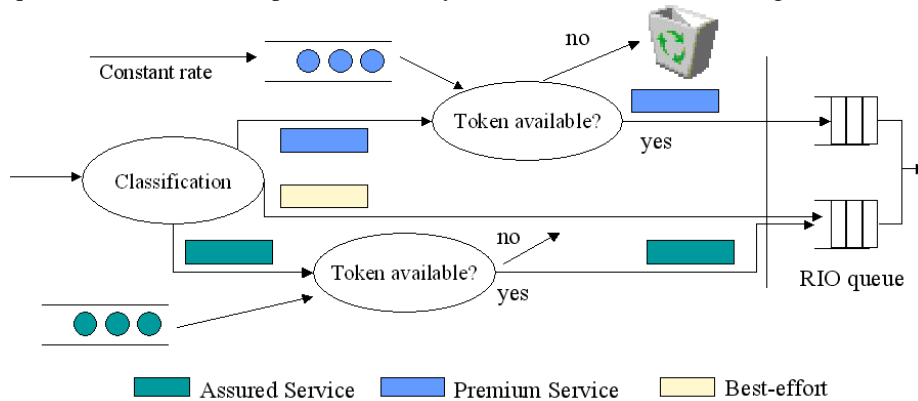 no
Constant rate
Token available?
yes
Classification
no
Token available?
yes
RIO queue
Assured Service Premium Service Best-effort